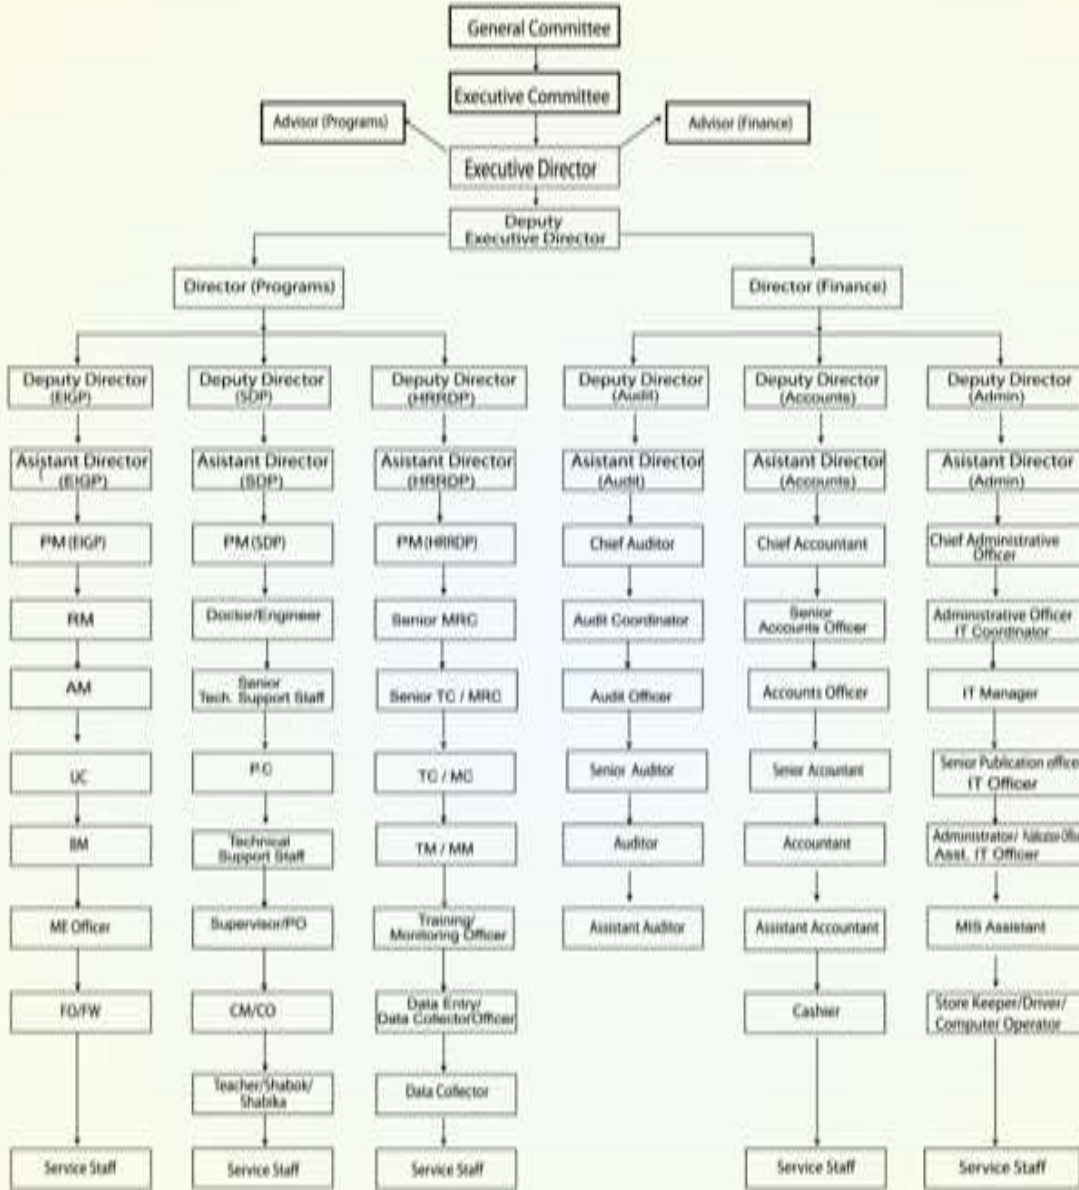 General Committee
Executive Committee
Advisor (Programs)
Advisor (Finance)
Executive Director
Deputy
Executive Director
Director (Programs)
Director (Finance)
Deputy Director
(EIGP)
Deputy Director
(SDP)
Deputy Director
(HRRDP)
Deputy Director
(Audit)
Deputy Director
(Accounts)
Deputy Director
(Admin)
Asistant Director
(EIGP)
Asistant Director
(SDP)
Asistant Director
(HRRDP)
Asistant Director
(Audit)
Asistant Director
(Accounts)
Asistant Director
(Admin)
PM (EIGP)
PM (SDP)
PM (HRRDP)
Chief Auditor
Chief Accountant
Chief Administrative
Officer
RM
Doctor/Engineer
Senior MRC
Audit Coordinator
Senior
Accounts Officer
Administrative Officer
IT Coordinator
AM
Senior
Tech. Support Staff
Senior TC / MRC
Audit Officer
Accounts Officer
IT Manager
UC
PC
TC / MC
Senior Auditor
Senior Accountant
Senior Publication office
IT Officer
BM
Technical
Support Staff
TM / MM
Auditor
Accountant
Administrator/
Asst. IT Officer
ME Officer
Supervisor/PO
Training/
Monitoring Officer
Assistant Auditor
Assistant Accountant
MIS Assistant
FO/FW
CM/CO
Data Entry/
Data Collector/Officer
Cashier
Store Keeper/Driver/
Computer Operator
Teacher/Shabok/
Shabika
Data Collector
Service Staff
Service Staff
Service Staff
Service Staff
Service Staff